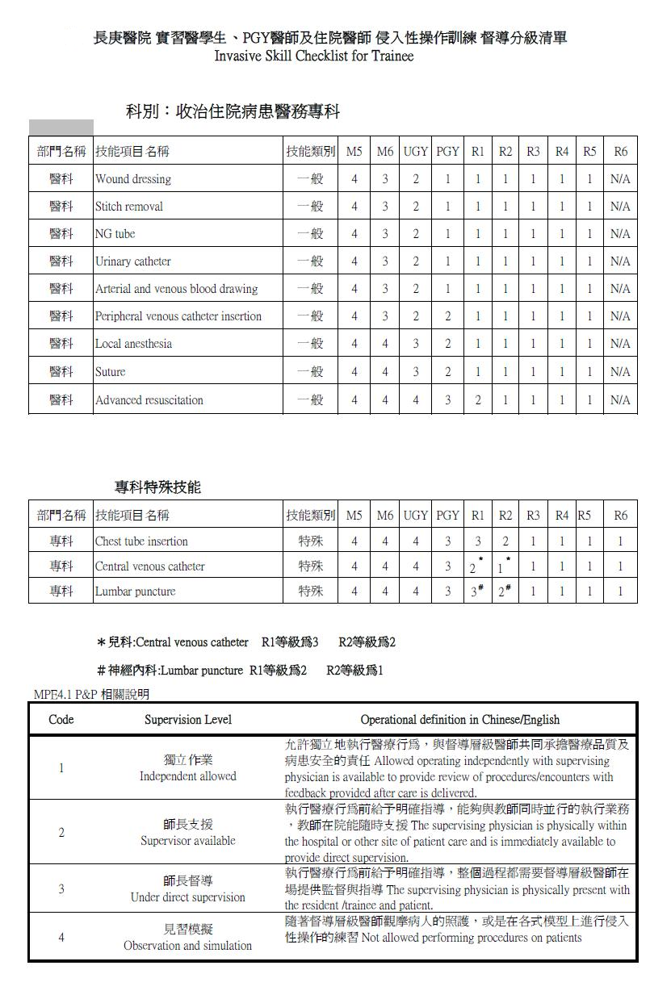 長庚醫院 實習醫學生、PGY醫師及住院醫師 侵入性操作訓練 督導分級清單
Invasive Skill Checklist for Trainee
科別：收治住院病患醫務專科
部門名稱 技能項目名稱 技能類別 M5 M6 UGY PGY R1 R2 R3 R4 R5 R6
醫科 Wound dressing 一般 4 3 2 1 1 1 1 1 1 N/A
醫科 Stitch removal 一般 4 3 2 1 1 1 1 1 1 N/A
醫科 NG tube 一般 4 3 2 1 1 1 1 1 1 N/A
醫科 Urinary catheter 一般 4 3 2 1 1 1 1 1 1 N/A
醫科 Arterial and venous blood drawing 一般 4 3 2 1 1 1 1 1 1 N/A
醫科 Peripheral venous catheter insertion 一般 4 3 2 2 1 1 1 1 1 N/A
醫科 Local anesthesia 一般 4 4 3 2 1 1 1 1 1 N/A
醫科 Suture 一般 4 4 3 2 1 1 1 1 1 N/A
醫科 Advanced resuscitation 一般 4 4 4 3 2 1 1 1 1 N/A
專科特殊技能
部門名稱 技能項目名稱 技能類別 M5 M6 UGY PGY R1 R2 R3 R4 R5 R6
專科 Chest tube insertion 特殊 4 4 4 3 3 2 1 1 1 1
專科 Central venous catheter 特殊 4 4 4 3 2* 1* 1 1 1 1
專科 Lumbar puncture 特殊 4 4 4 3 3# 2# 1 1 1 1
＊兒科:Central venous catheter R1等級為3 R2等級為2
＃神經內科:Lumbar puncture R1等級為2 R2等級為1
MPE4.1 P&P 相關說明
Code Supervision Level Operational definition in Chinese/English
1 獨立作業
Independent allowed
允許獨立地執行醫療行為，與督導層級醫師共同承擔醫療品質及
病患安全的責任 Allowed operating independently with supervising
physician is available to provide review of procedures/encounters with
feedback provided after care is delivered.
2 師長支援
Supervisor available
執行醫療行為前給予明確指導，能夠與教師同時並行的執行業務
，教師在院能隨時支援 The supervising physician is physically within
the hospital or other site of patient care and is immediately available to
provide direct supervision.
3 師長督導
Under direct supervision
執行醫療行為前給予明確指導，整個過程都需要督導層級醫師在
場提供監督與指導 The supervising physician is physically present with
the resident /trainee and patient.
4 見習模擬
Observation and simulation
隨著督導層級醫師觀摩病人的照護，或是在各式模型上進行侵入
性操作的練習 Not allowed performing procedures on patients